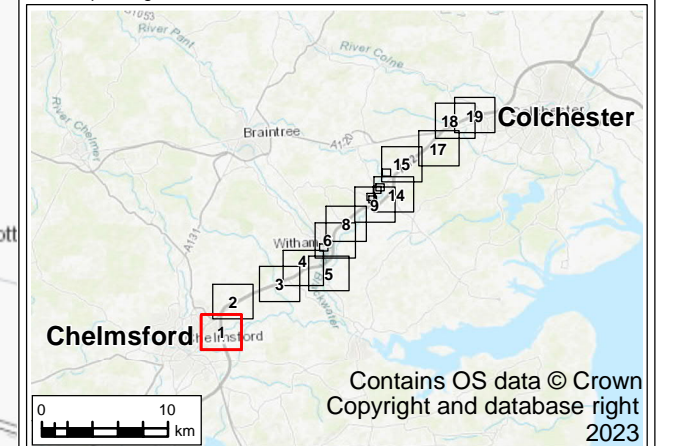 River Pant
River Colne
River Chelmer
Braintree
A120
18
19
Colchester
17
15
14
9
8
A131
Witham
6
4
5
3
2
Chelmsford
1
Contains OS data © Crown
Copyright and database right
2023
0 10
km